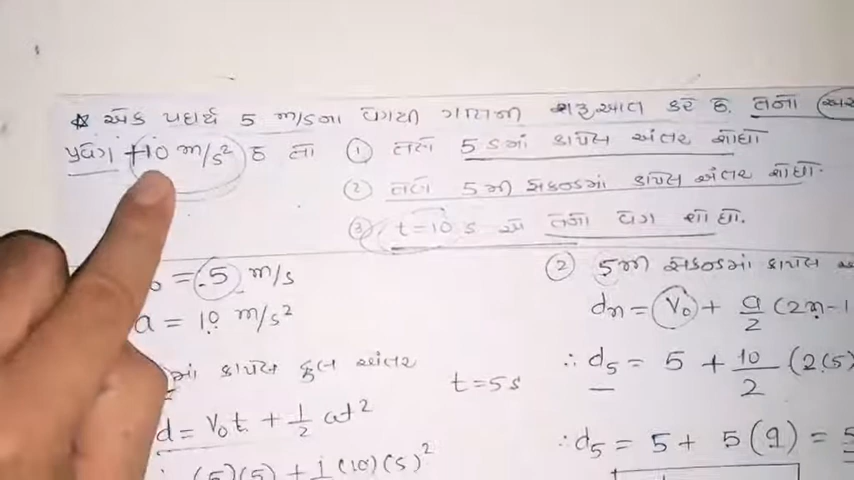 ★ એક પદાર્થ 5 m/s ના વેગથી ગતિની શરૂઆત કરે છે. તેનો
પ્રવેગ +10 m/s² છે તો ① તેણે 5 s માં કાપેલ અંતર શોધો
② તેણે 5 મી સેકન્ડમાં કાપેલ અંતર શોધો.
③ t = 10 s એ તેનો વેગ શોધો.
= 5 m/s
a = 10 m/s²
માં કાપેલ કુલ અંતર
t = 5 s
d = V₀t + 1/2 at²
(5)(5) + 1/2 (10)(5)²
② 5 મી સેકન્ડમાં કાપેલ
dₙ = V₀ + a/2 (2n - 1
∴ d₅ = 5 + 10/2 (2(5)
∴ d₅ = 5 + 5(9) = 5